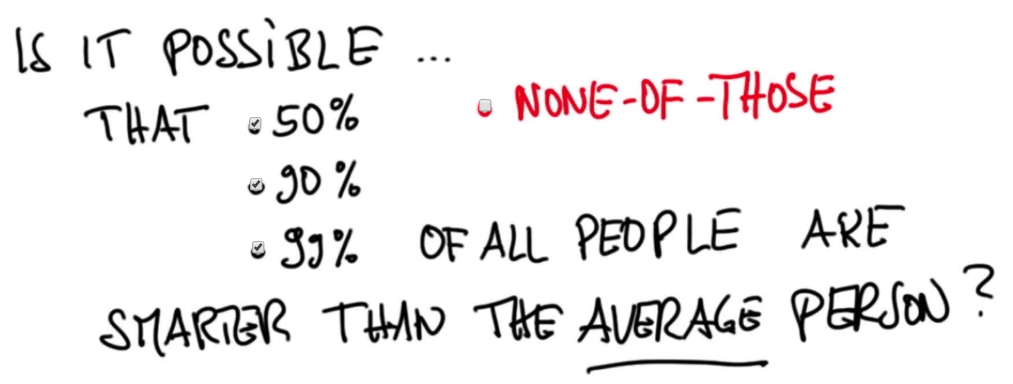 IS IT POSSIBLE ...
THAT 50% NONE-OF-THOSE
90%
99% OF ALL PEOPLE ARE
SMARTER THAN THE AVERAGE PERSON?